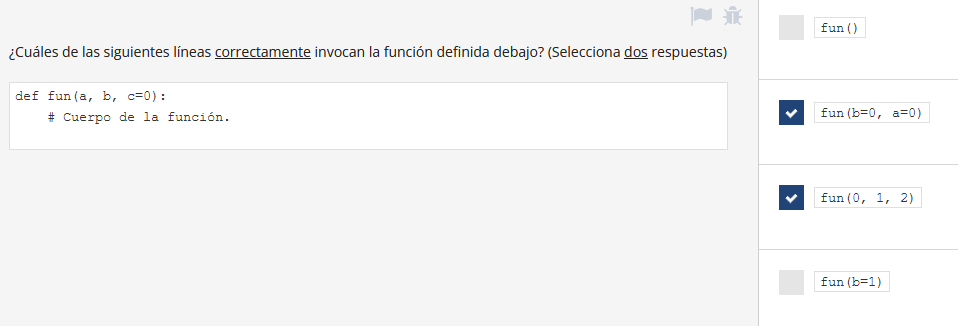 ¿Cuáles de las siguientes líneas correctamente invocan la función definida debajo? (Selecciona dos respuestas)
def fun(a, b, c=0):
    # Cuerpo de la función.
fun()
fun(b=0, a=0)
fun(0, 1, 2)
fun(b=1)